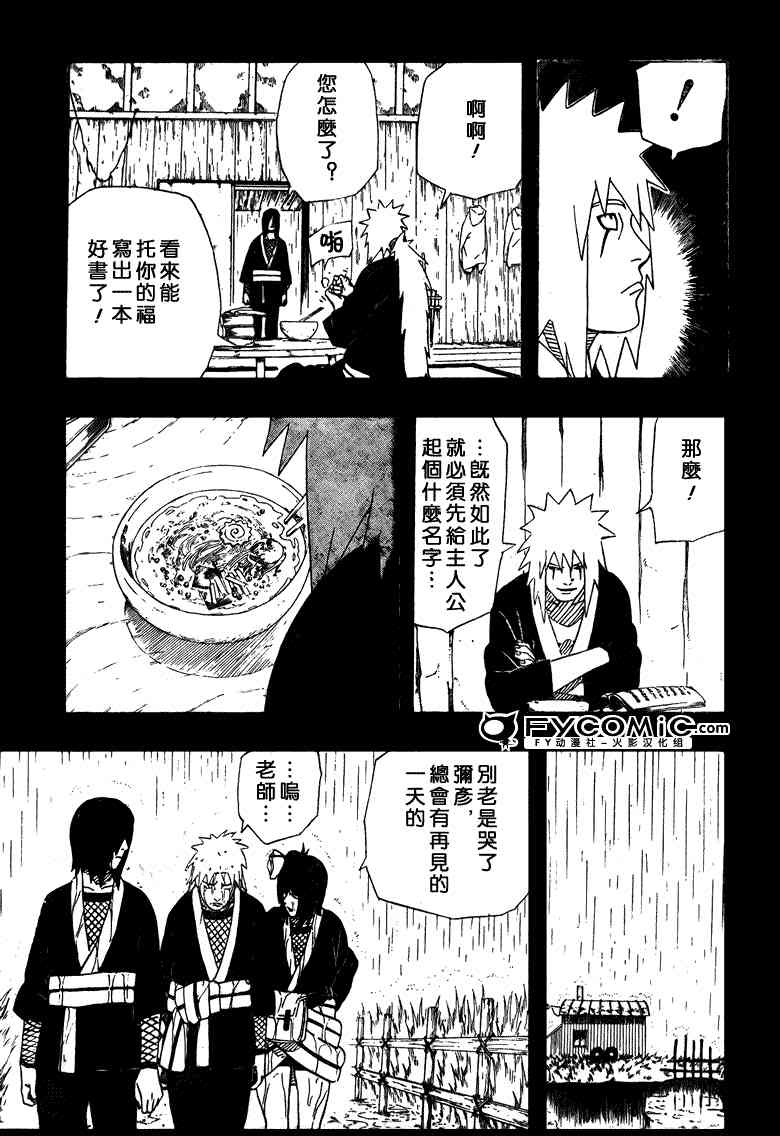 ！
啊啊！
您怎麼了？
啪
看來能
托你的福
寫出一本
好書了！
那麼！
…既然如此了
就必須先給主人公
起個什麼名字…
FYCOMIC.com
FY动漫社－火影汉化组
別老是哭了
彌彥，
總會有再見的
一天的
…嗚…
老師…